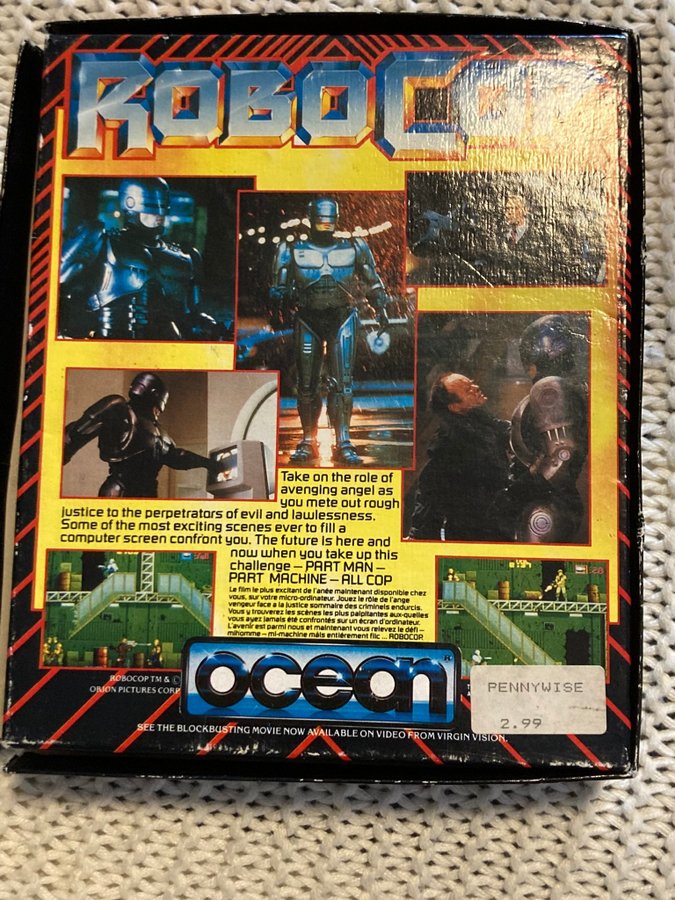 ROBOCOP
Take on the role of
avenging angel as
you mete out rough
justice to the perpetrators of evil and lawlessness.
Some of the most exciting scenes ever to fill a
computer screen confront you. The future is here and
now when you take up this
challenge – PART MAN –
PART MACHINE – ALL COP
Le film le plus excitant de l'anée maintenant disponible chez
vous, sur votre micro-ordinateur. Jouez le rôle de l'ange
vengeur face a la justice sommaire des criminels endurcis.
Vous y trouverez les scènes les plus palpitantes aux-quelles
vous ayez jamais été confrontés sur un écran d'ordinateur.
L'avenir est parmi nous et maintenant vous relevez le défi –
mihomme – mi-machine mais entièrement flic ... ROBOCOP
ROBOCOP TM & ©
ORION PICTURES CORP
ocean®
PENNYWISE
2.99
SEE THE BLOCKBUSTING MOVIE NOW AVAILABLE ON VIDEO FROM VIRGIN VISION.